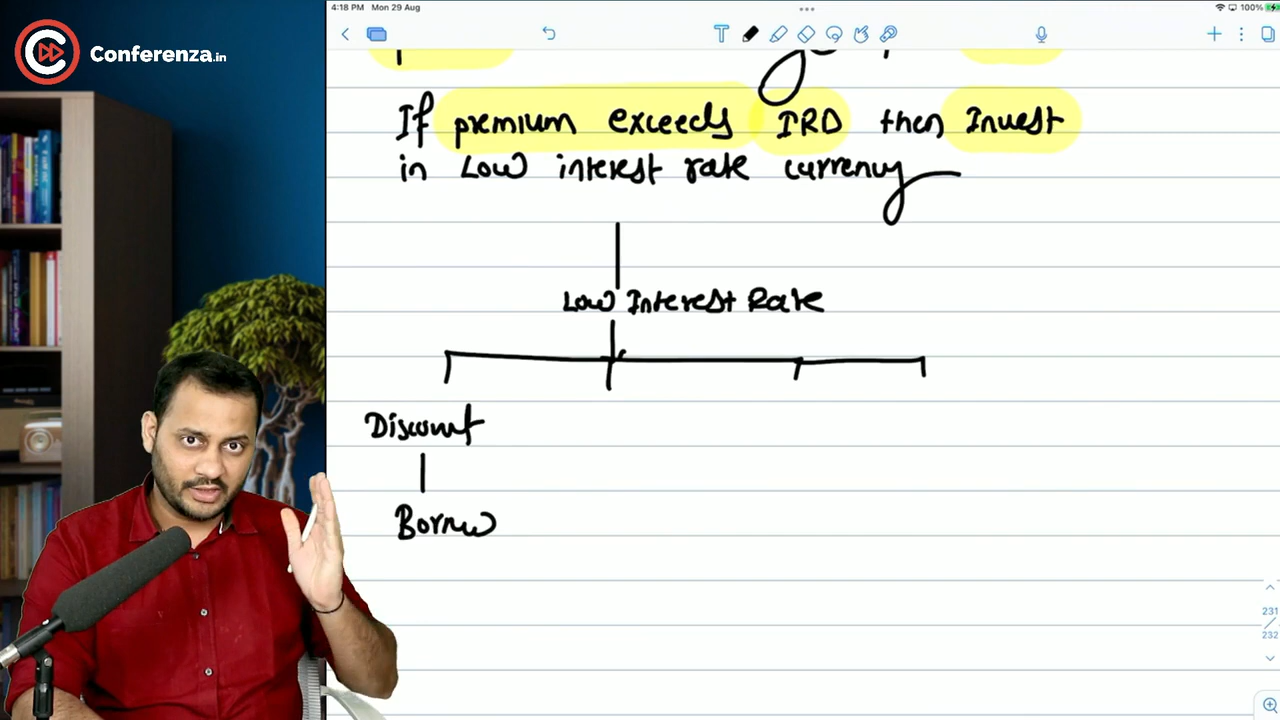 4:18 PM Mon 29 Aug
100%
Conferenza.in
If premium exceeds IRD then Invest
in Low interest rate currency
Low Interest Rate
Discount
Borrow
231
232